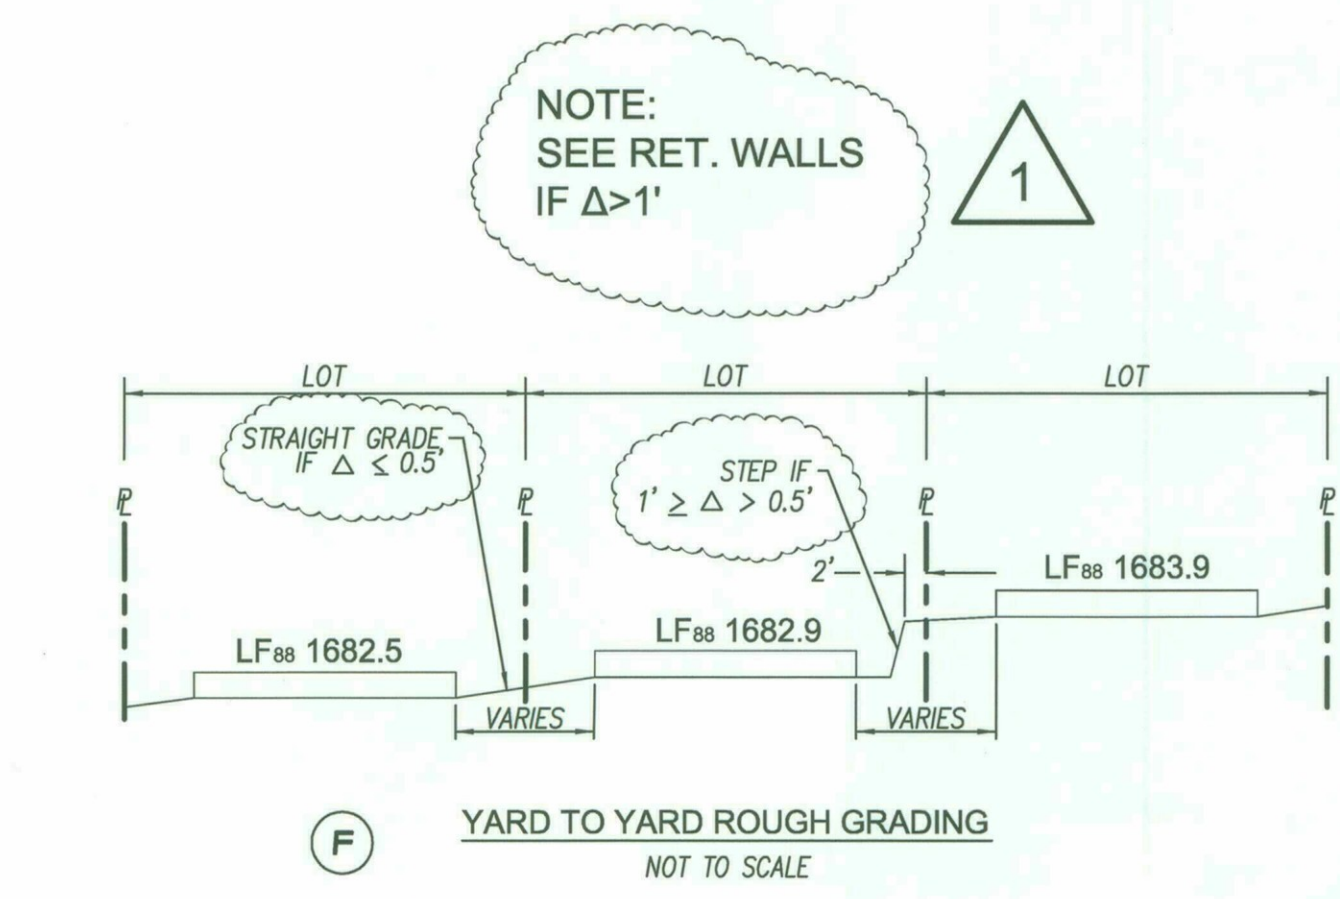 NOTE:
SEE RET. WALLS
IF Δ>1'
1
LOT
LOT
LOT
STRAIGHT GRADE
IF Δ ≤ 0.5'
STEP IF
1' ≥ Δ > 0.5'
PL
PL
PL
PL
2'
LF88 1683.9
LF88 1682.9
LF88 1682.5
VARIES
VARIES
F
YARD TO YARD ROUGH GRADING
NOT TO SCALE